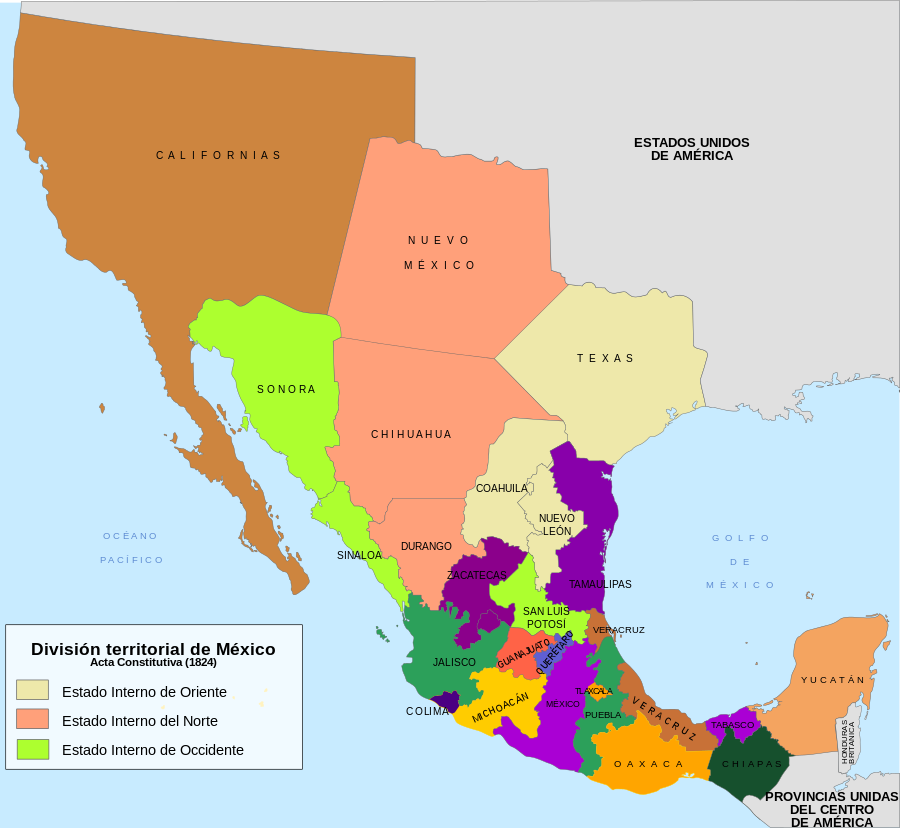 ESTADOS UNIDOS
DE AMÉRICA
CALIFORNIAS
NUEVO
MÉXICO
TEXAS
SONORA
CHIHUAHUA
COAHUILA
NUEVO
LEÓN
OCÉANO
PACÍFICO
GOLFO
DE
MÉXICO
SINALOA
DURANGO
ZACATECAS
TAMAULIPAS
SAN LUIS
POTOSÍ
VERACRUZ
GUANAJUATO
QUERÉTARO
JALISCO
YUCATÁN
TLAXCALA
MÉXICO
MICHOACÁN
COLIMA
PUEBLA
VERACRUZ
TABASCO
HONDURAS
BRITÁNICA
OAXACA
CHIAPAS
PROVINCIAS UNIDAS
DEL CENTRO
DE AMÉRICA
División territorial de México
Acta Constitutiva (1824)
Estado Interno de Oriente
Estado Interno del Norte
Estado Interno de Occidente